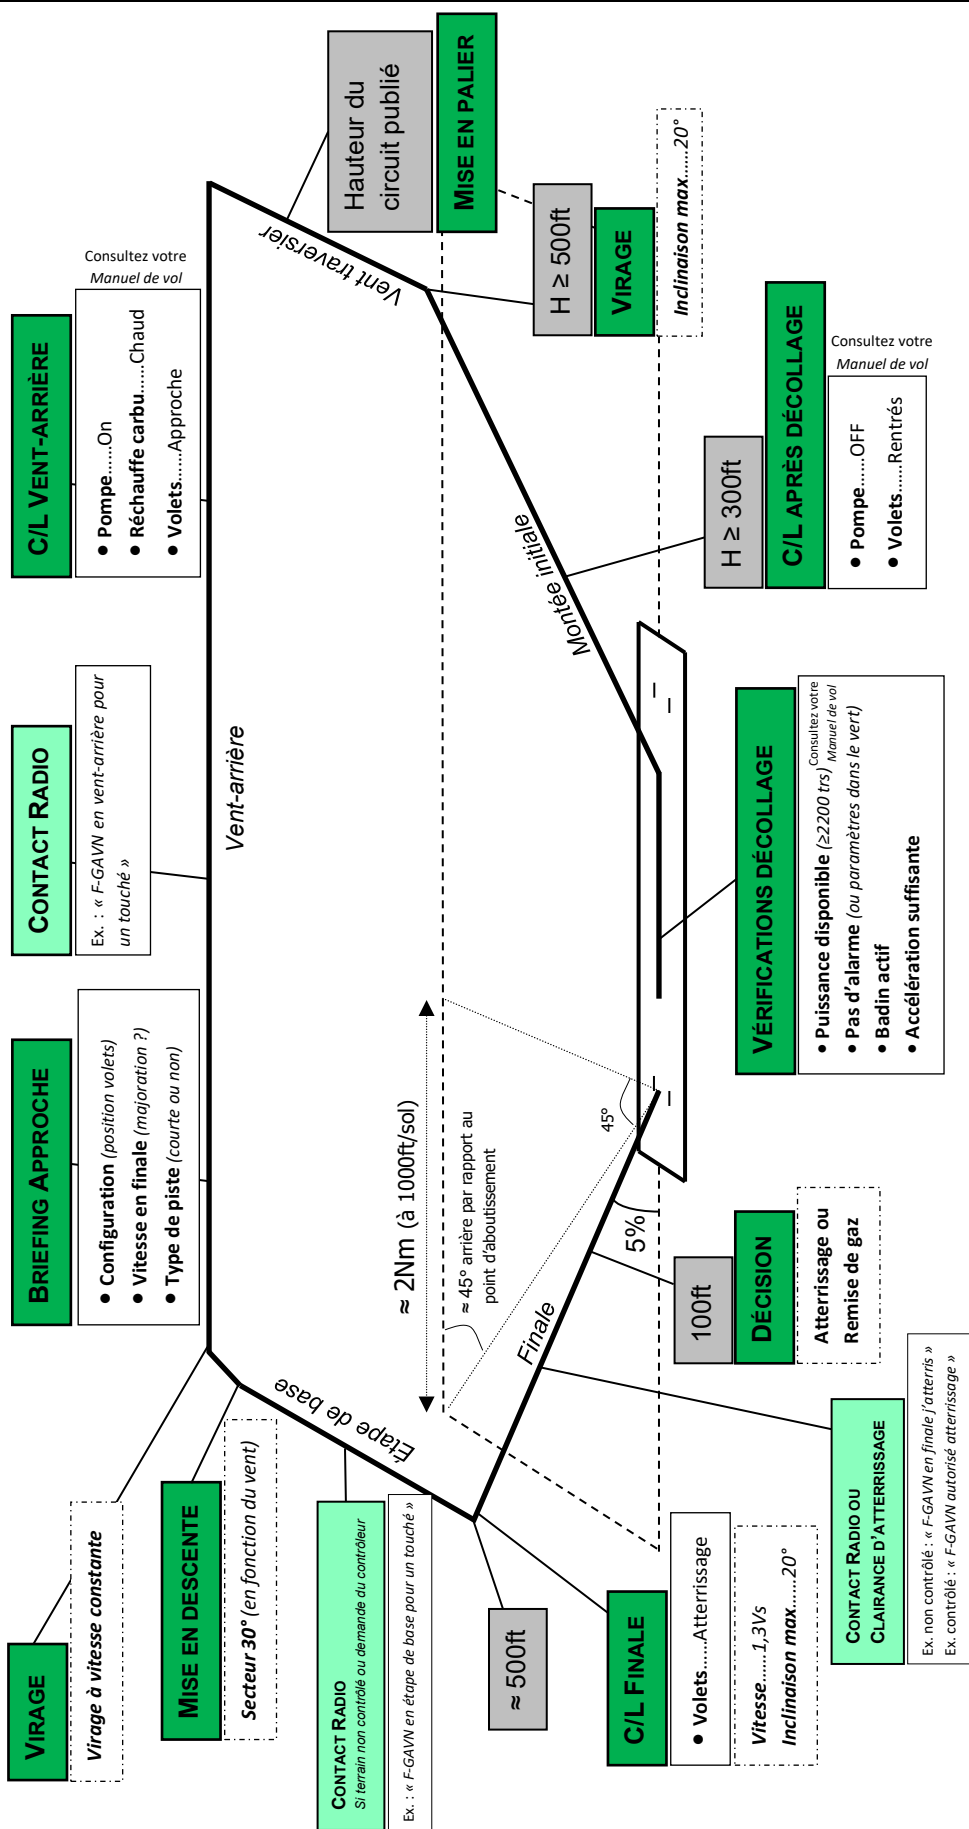 VIRAGE
Virage à vitesse constante
MISE EN DESCENTE
Secteur 30° (en fonction du vent)
CONTACT RADIO
Si terrain non contrôlé ou demande du contrôleur
Ex. : « F-GAVN en étape de base pour un touché »
≈ 500ft
C/L FINALE
● Volets.....Atterrissage
Vitesse......1,3Vs
Inclinaison max......20°
BRIEFING APPROCHE
● Configuration (position volets)
● Vitesse en finale (majoration ?)
● Type de piste (courte ou non)
CONTACT RADIO
Ex. : « F-GAVN en vent-arrière pour
un touché »
C/L VENT-ARRIÈRE
Consultez votre
Manuel de vol
● Pompe......On
● Réchauffe carbu......Chaud
● Volets......Approche
Vent-arrière
Étape de base
Vent traversier
Hauteur du
circuit publié
MISE EN PALIER
≈ 2Nm (à 1000ft/sol)
≈ 45° arrière par rapport au
point d'aboutissement
45°
Finale
5%
Montée initiale
H ≥ 500ft
VIRAGE
Inclinaison max......20°
H ≥ 300ft
C/L APRÈS DÉCOLLAGE
Consultez votre
Manuel de vol
● Pompe......OFF
● Volets......Rentrés
100ft
DÉCISION
Atterrissage ou
Remise de gaz
VÉRIFICATIONS DÉCOLLAGE
● Puissance disponible (≥2200 trs)
Consultez votre
Manuel de vol
● Pas d’alarme (ou paramètres dans le vert)
● Badin actif
● Accélération suffisante
CONTACT RADIO OU
CLAIRANCE D’ATTERRISSAGE
Ex. non contrôlé : « F-GAVN en finale j’atterris »
Ex. contrôlé : « F-GAVN autorisé atterrissage »